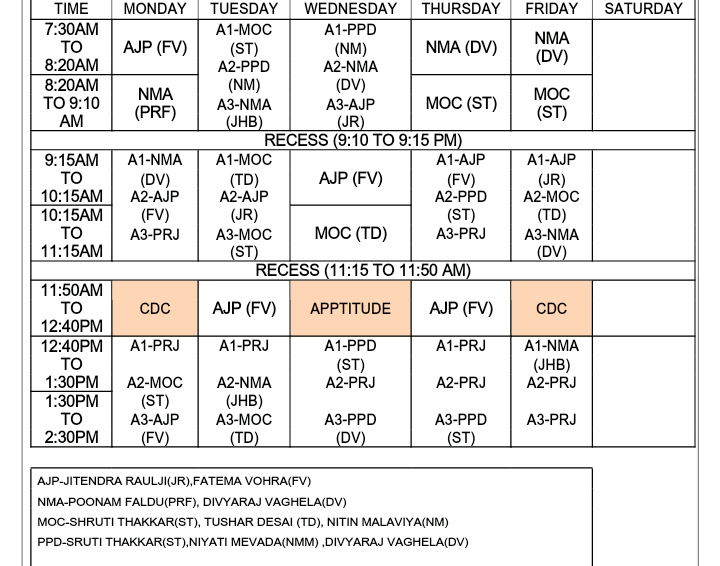 TIME MONDAY TUESDAY WEDNESDAY THURSDAY FRIDAY SATURDAY
7:30AM TO 8:20AM
AJP (FV)
A1-MOC (ST)
A2-PPD (NM)
A3-NMA (JHB)
A1-PPD (NM)
A2-NMA (DV)
A3-AJP (JR)
NMA (DV)
NMA (DV)
8:20AM TO 9:10 AM
NMA (PRF)
MOC (ST)
MOC (ST)
RECESS (9:10 TO 9:15 PM)
9:15AM TO 10:15AM
A1-NMA (DV)
A2-AJP (FV)
A3-PRJ
A1-MOC (TD)
A2-AJP (JR)
A3-MOC (ST)
AJP (FV)
A1-AJP (FV)
A2-PPD (ST)
A3-PRJ
A1-AJP (JR)
A2-MOC (TD)
A3-NMA (DV)
10:15AM TO 11:15AM
MOC (TD)
RECESS (11:15 TO 11:50 AM)
11:50AM TO 12:40PM
CDC
AJP (FV)
APPTITUDE
AJP (FV)
CDC
12:40PM TO 1:30PM
A1-PRJ
A2-MOC (ST)
A3-AJP (FV)
A1-PRJ
A2-NMA (JHB)
A3-MOC (TD)
A1-PPD (ST)
A2-PRJ
A3-PPD (DV)
A1-PRJ
A2-PRJ
A3-PPD (ST)
A1-NMA (JHB)
A2-PRJ
A3-PRJ
1:30PM TO 2:30PM
AJP-JITENDRA RAULJI(JR),FATEMA VOHRA(FV)
NMA-POONAM FALDU(PRF), DIVYARAJ VAGHELA(DV)
MOC-SHRUTI THAKKAR(ST), TUSHAR DESAI (TD), NITIN MALAVIYA(NM)
PPD-SRUTI THAKKAR(ST),NIYATI MEVADA(NMM) ,DIVYARAJ VAGHELA(DV)